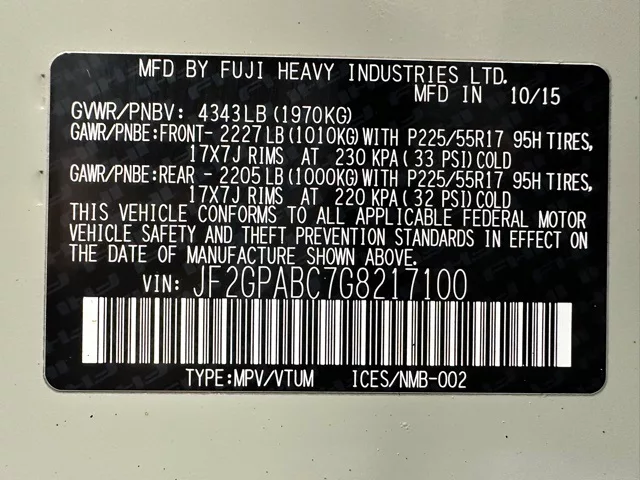 MFD BY FUJI HEAVY INDUSTRIES LTD.
MFD IN 10/15
GVWR/PNBV: 4343LB (1970KG)
GAWR/PNBE:FRONT- 2227LB(1010KG)WITH P225/55R17 95H TIRES,
17X7J RIMS AT 230 KPA( 33 PSI)COLD
GAWR/PNBE:REAR - 2205LB(1000KG)WITH P225/55R17 95H TIRES,
17X7J RIMS AT 220 KPA( 32 PSI)COLD
THIS VEHICLE CONFORMS TO ALL APPLICABLE FEDERAL MOTOR
VEHICLE SAFETY AND THEFT PREVENTION STANDARDS IN EFFECT ON
THE DATE OF MANUFACTURE SHOWN ABOVE.
VIN: JF2GPABC7G8217100
TYPE:MPV/VTUM ICES/NMB-002